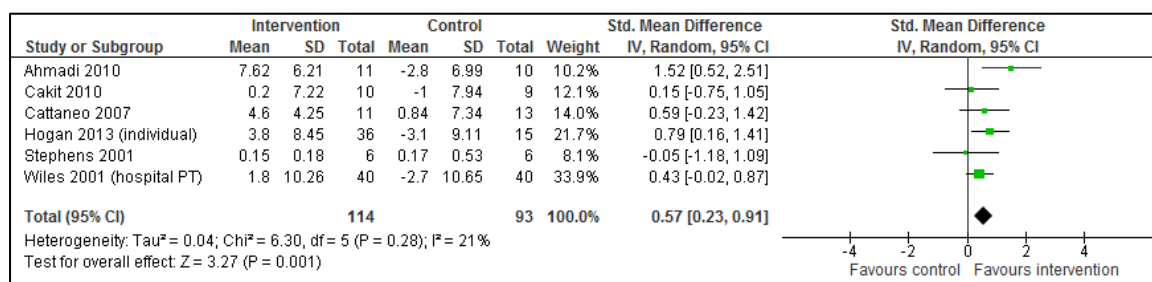 Intervention Control Std. Mean Difference Std. Mean Difference
Study or Subgroup Mean SD Total Mean SD Total Weight IV, Random, 95% CI IV, Random, 95% CI
Ahmadi 2010 7.62 6.21 11 -2.8 6.99 10 10.2% 1.52 [0.52, 2.51]
Cakit 2010 0.2 7.22 10 -1 7.94 9 12.1% 0.15 [-0.75, 1.05]
Cattaneo 2007 4.6 4.25 11 0.84 7.34 13 14.0% 0.59 [-0.23, 1.42]
Hogan 2013 (individual) 3.8 8.45 36 -3.1 9.11 15 21.7% 0.79 [0.16, 1.41]
Stephens 2001 0.15 0.18 6 0.17 0.53 6 8.1% -0.05 [-1.18, 1.09]
Wiles 2001 (hospital PT) 1.8 10.26 40 -2.7 10.65 40 33.9% 0.43 [-0.02, 0.87]
Total (95% CI) 114 93 100.0% 0.57 [0.23, 0.91]
Heterogeneity: Tau² = 0.04; Chi² = 6.30, df = 5 (P = 0.28); I² = 21%
Test for overall effect: Z = 3.27 (P = 0.001)
-4 -2 0 2 4
Favours control Favours intervention